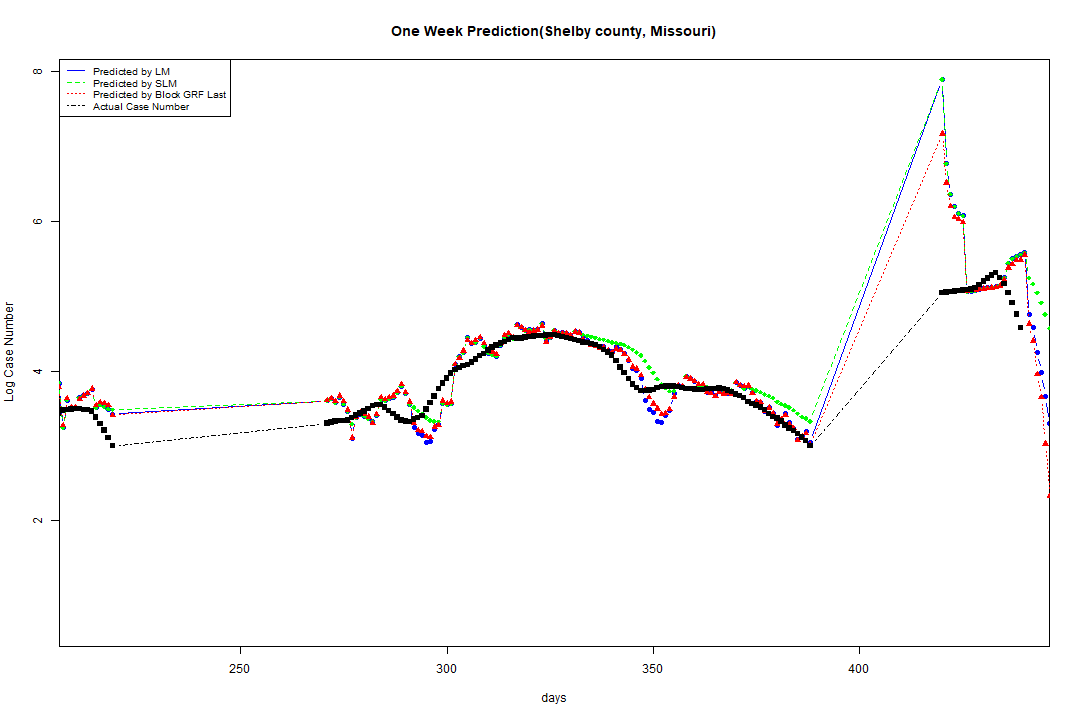 One Week Prediction(Shelby county, Missouri)
Predicted by LM
Predicted by SLM
Predicted by Block GRF Last
Actual Case Number
8
6
4
2
Log Case Number
250
300
350
400
days